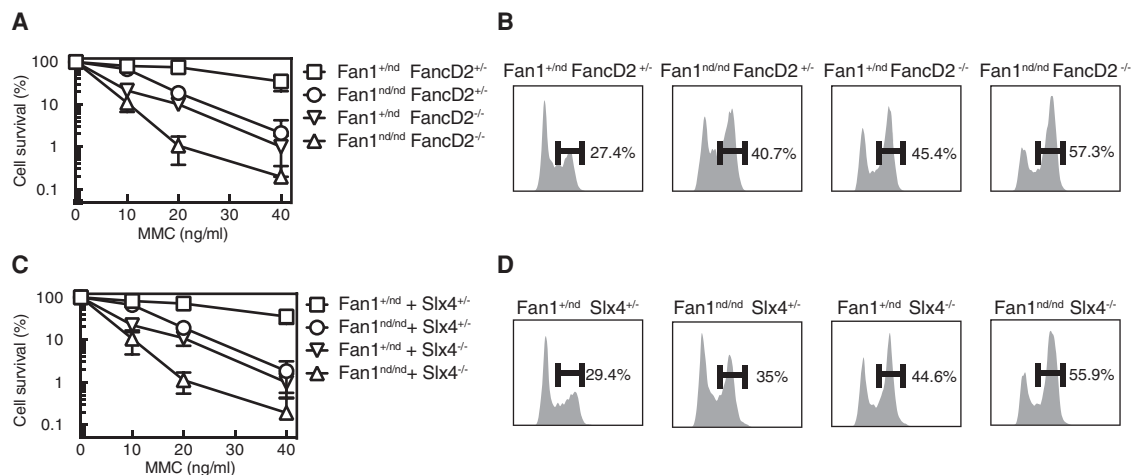 A
Cell survival (%)
100
10
1
0.1
0 10 20 30 40
MMC (ng/ml)
Fan1+/nd FancD2+/-
Fan1nd/nd FancD2+/-
Fan1+/nd FancD2-/-
Fan1nd/nd FancD2-/-
B
Fan1+/nd FancD2 +/- Fan1nd/nd FancD2 +/- Fan1+/nd FancD2 -/- Fan1nd/nd FancD2 -/-
27.4% 40.7% 45.4% 57.3%
C
Cell survival (%)
100
10
1
0.1
0 10 20 30 40
MMC (ng/ml)
Fan1+/nd + Slx4+/-
Fan1nd/nd+ Slx4+/-
Fan1+/nd + Slx4-/-
Fan1nd/nd+ Slx4-/-
D
Fan1+/nd Slx4+/- Fan1nd/nd Slx4+/- Fan1+/nd Slx4-/- Fan1nd/nd Slx4-/-
29.4% 35% 44.6% 55.9%